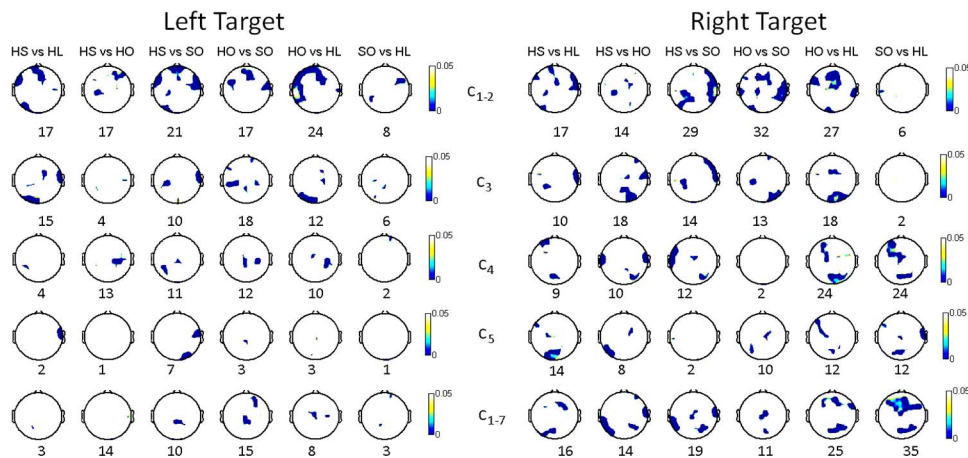 Left Target Right Target
HS vs HL HS vs HO HS vs SO HO vs SO HO vs HL SO vs HL HS vs HL HS vs HO HS vs SO HO vs SO HO vs HL SO vs HL
0.05 0.05
C1-2
0 0
17 17 21 17 24 8 17 14 29 32 27 6
0.05 0.05
C3
0 0
15 4 10 18 12 6 10 18 14 13 18 2
0.05 0.05
C4
0 0
4 13 11 12 10 2 9 10 12 2 24 24
0.05 0.05
C5
0 0
2 1 7 3 3 1 14 8 2 10 12 12
0.05 0.05
C1-7
0 0
3 14 10 15 8 3 16 14 19 11 25 35